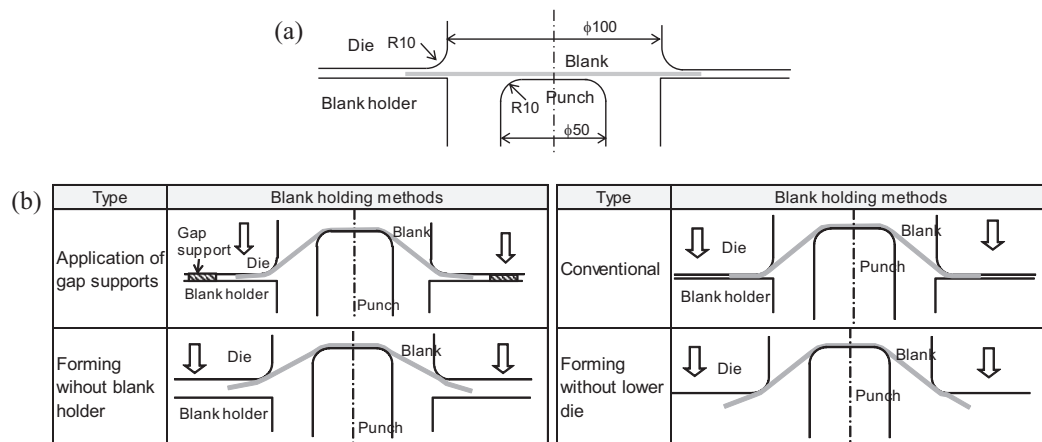 (a)
Die
R10
ϕ100
Blank
Blank holder
R10
Punch
ϕ50
(b)
Type
Blank holding methods
Application of
gap supports
Gap
support
Die
Blank
Blank holder
Punch
Forming
wihout blank
holder
Die
Blank
Blank holder
Punch
Type
Blank holding methods
Conventional
Die
Blank
Punch
Blank holder
Forming
without lower
die
Die
Blank
Punch